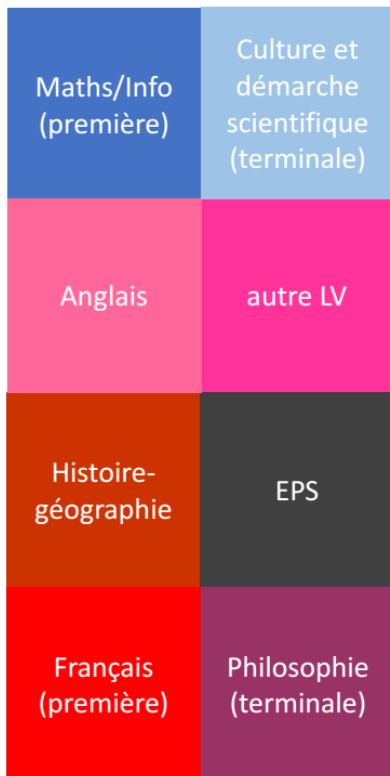 Maths/Info
(première)
Culture et
démarche
scientifique
(terminale)
Anglais
autre LV
Histoire-
géographie
EPS
Français
(première)
Philosophie
(terminale)